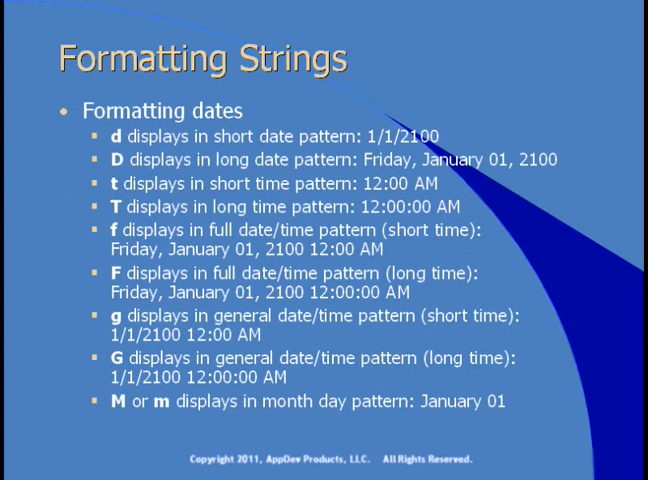 Formatting Strings
• Formatting dates
▪ d displays in short date pattern: 1/1/2100
▪ D displays in long date pattern: Friday, January 01, 2100
▪ t displays in short time pattern: 12:00 AM
▪ T displays in long time pattern: 12:00:00 AM
▪ f displays in full date/time pattern (short time):
Friday, January 01, 2100 12:00 AM
▪ F displays in full date/time pattern (long time):
Friday, January 01, 2100 12:00:00 AM
▪ g displays in general date/time pattern (short time):
1/1/2100 12:00 AM
▪ G displays in general date/time pattern (long time):
1/1/2100 12:00:00 AM
▪ M or m displays in month day pattern: January 01
Copyright 2011, AppDev Products, LLC. All Rights Reserved.